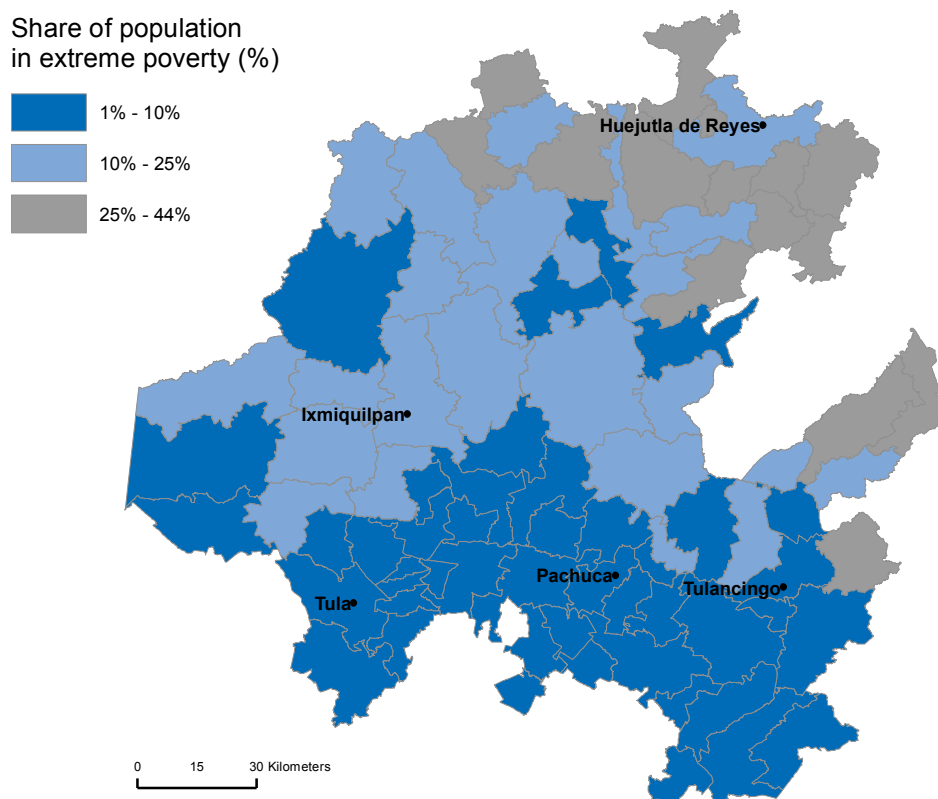 Share of population
in extreme poverty (%)
1% - 10%
10% - 25%
25% - 44%
Huejutla de Reyes
Ixmiquilpan
Pachuca
Tulancingo
Tula
0 15 30 Kilometers